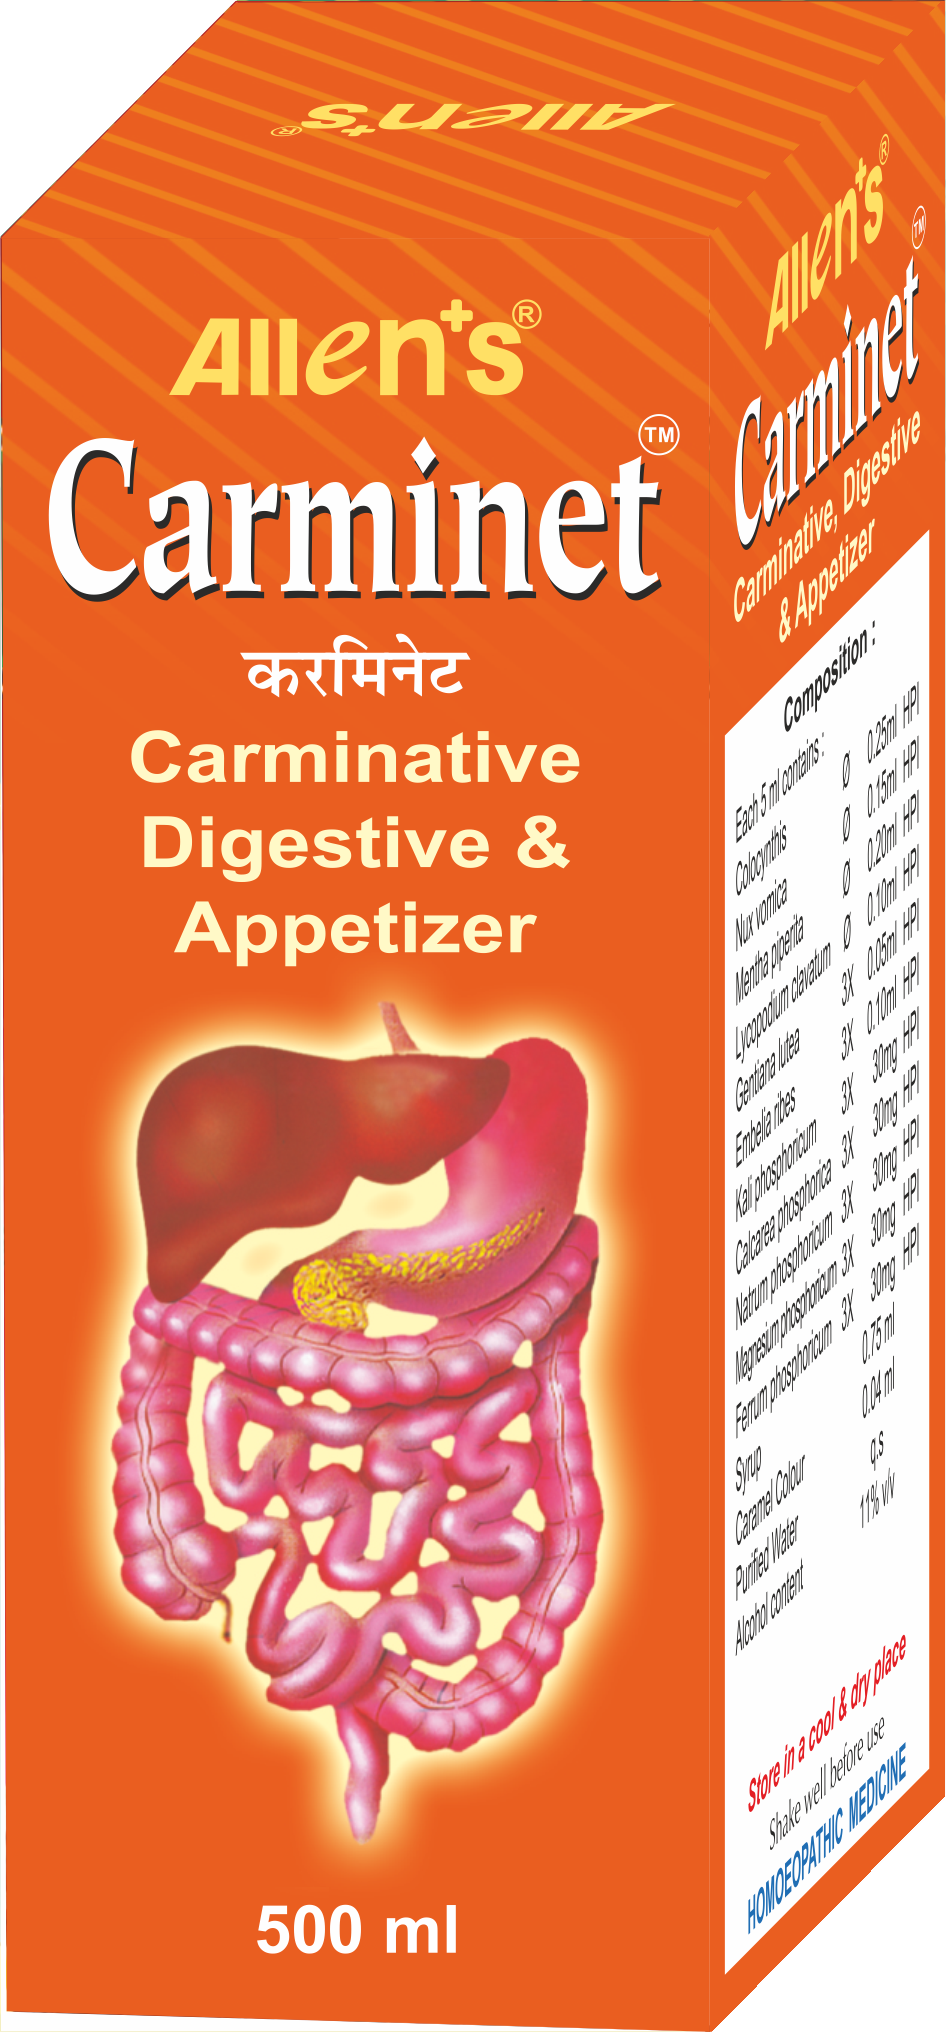 Allen's®
Allen's®
Carminet™
करमिनेट
Carminative
Digestive &
Appetizer
500 ml
Allen's®
Carminet™
Carminative, Digestive
& Appetizer
Composition :
Each 5 ml contains :
Colocynthis Ø 0.25ml HPI
Nux vomica Ø 0.15ml HPI
Mentha piperita Ø 0.20ml HPI
Lycopodium clavatum Ø 0.10ml HPI
Gentiana lutea 3X 0.05ml HPI
Embelia ribes 3X 0.10ml HPI
Kali phosphoricum 3X 30mg HPI
Calcarea phosphorica 3X 30mg HPI
Natrum phosphoricum 3X 30mg HPI
Magnesium phosphoricum 3X 30mg HPI
Ferrum phosphoricum 3X 30mg HPI
Syrup 0.75 ml
Caramel Colour 0.04 ml
Purified Water q.s
Alcohol content 11% v/v
Store in a cool & dry place
Shake well before use
HOMOEOPATHIC MEDICINE